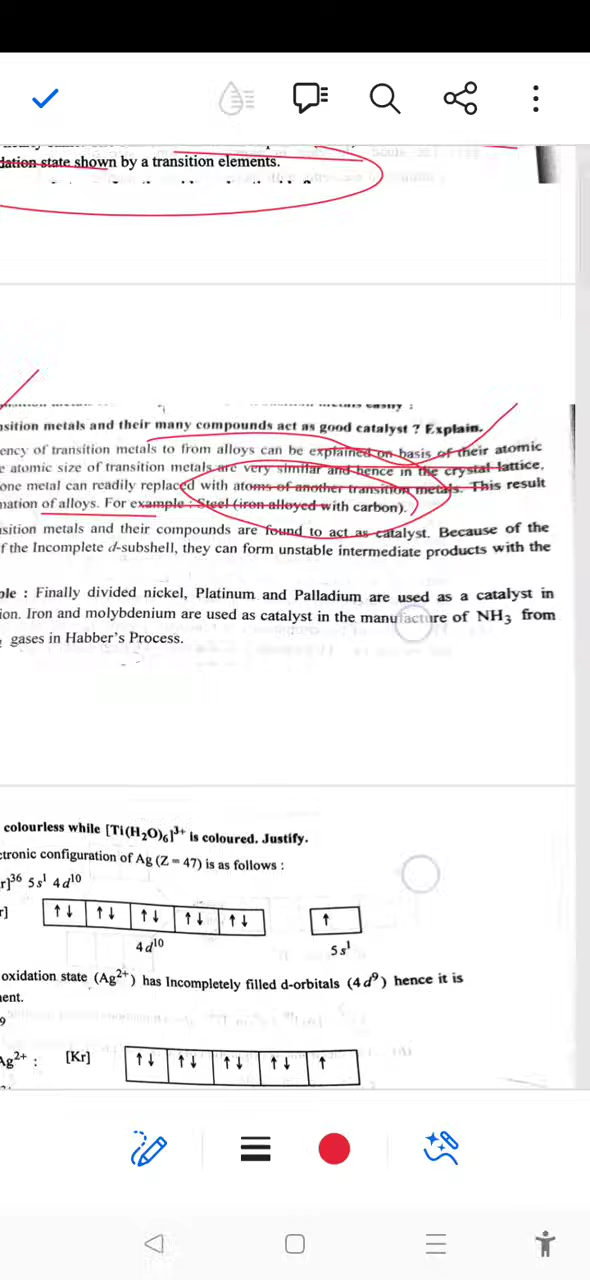 dation state shown by a transition elements.
nsition metals and their many compounds act as good catalyst ? Explain.
ency of transition metals to from alloys can be explained on basis of their atomic
e atomic size of transition metals are very similar and hence in the crystal lattice,
one metal can readily replaced with atoms of another transition metals. This result
nation of alloys. For example : Steel (iron alloyed with carbon).
nsition metals and their compounds are found to act as catalyst. Because of the
f the Incomplete d-subshell, they can form unstable intermediate products with the
ple : Finally divided nickel, Platinum and Palladium are used as a catalyst in
ion. Iron and molybdenium are used as catalyst in the manufacture of NH₃ from
gases in Habber's Process.
colourless while [Ti(H₂O)₆]³⁺ is coloured. Justify.
ctronic configuration of Ag (Z = 47) is as follows :
r]³⁶ 5s¹ 4d¹⁰
r] ↑↓ ↑↓ ↑↓ ↑↓ ↑↓ ↑
4d¹⁰ 5s¹
oxidation state (Ag²⁺) has Incompletely filled d-orbitals (4d⁹) hence it is
nent.
9
Ag²⁺ : [Kr] ↑↓ ↑↓ ↑↓ ↑↓ ↑